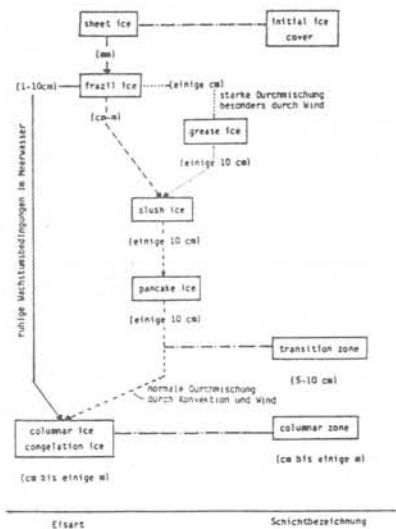 sheet ice
initial ice
cover
(mm)
(1-10cm)
frazil ice
(einige cm)
starke Durchmischung
besonders durch Wind
(cm-m)
grease ice
(einige 10 cm)
slush ice
(einige 10 cm)
pancake ice
(einige 10 cm)
ruhige Wachstumsbedingungen im Meerwasser
transition zone
(5-10 cm)
normale Durchmischung
durch Konvektion und Wind
columnar ice
congelation ice
columnar zone
(cm bis einige m)
(cm bis einige m)
Eisart
Schichtbezeichnung